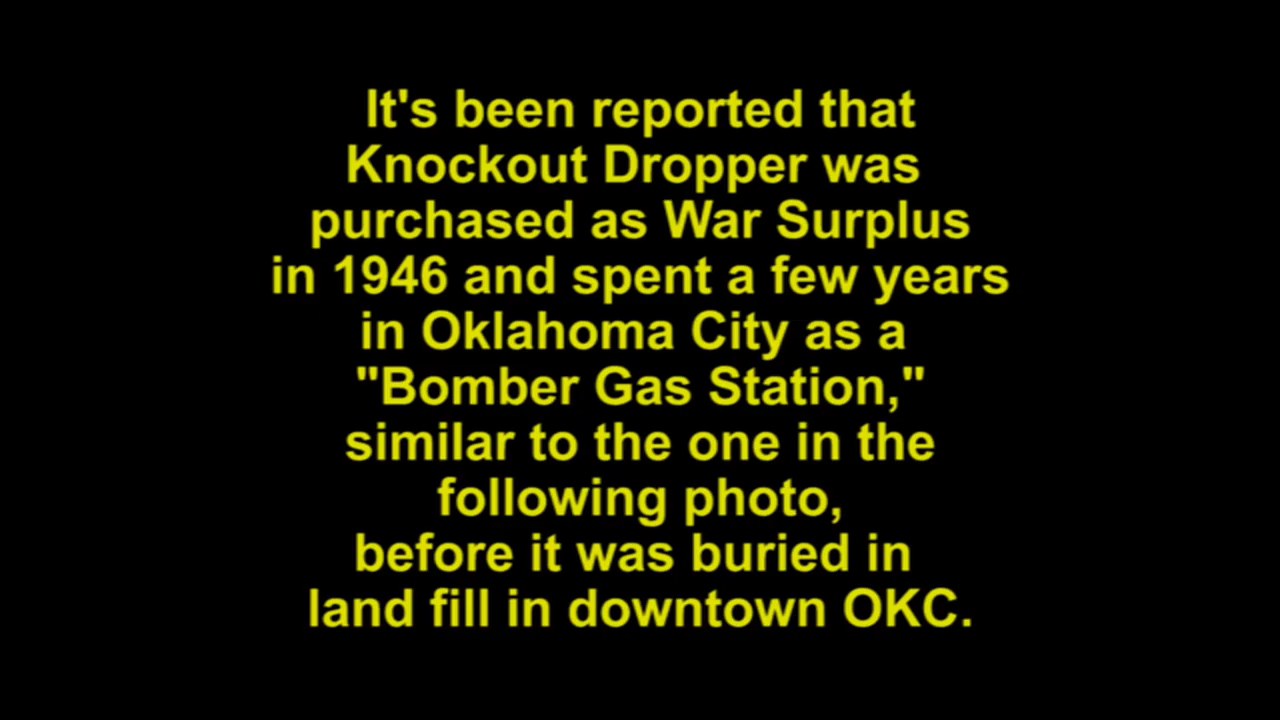 It's been reported that
Knockout Dropper was
purchased as War Surplus
in 1946 and spent a few years
in Oklahoma City as a
"Bomber Gas Station,"
similar to the one in the
following photo,
before it was buried in
land fill in downtown OKC.